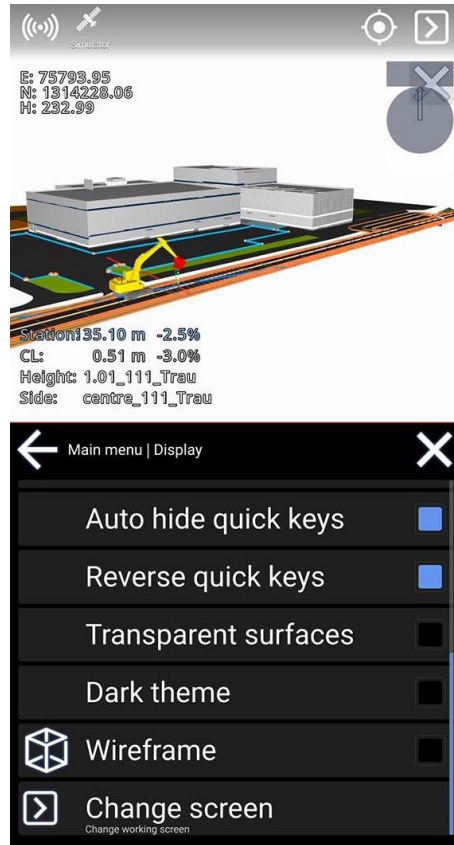 Simulator
E: 75793.95
N: 1314228.06
H: 232.99
Station:35.10 m -2.5%
CL: 0.51 m -3.0%
Height: 1.01_111_Trau
Side: centre_111_Trau
Main menu | Display
Auto hide quick keys
Reverse quick keys
Transparent surfaces
Dark theme
Wireframe
Change screen
Change working screen